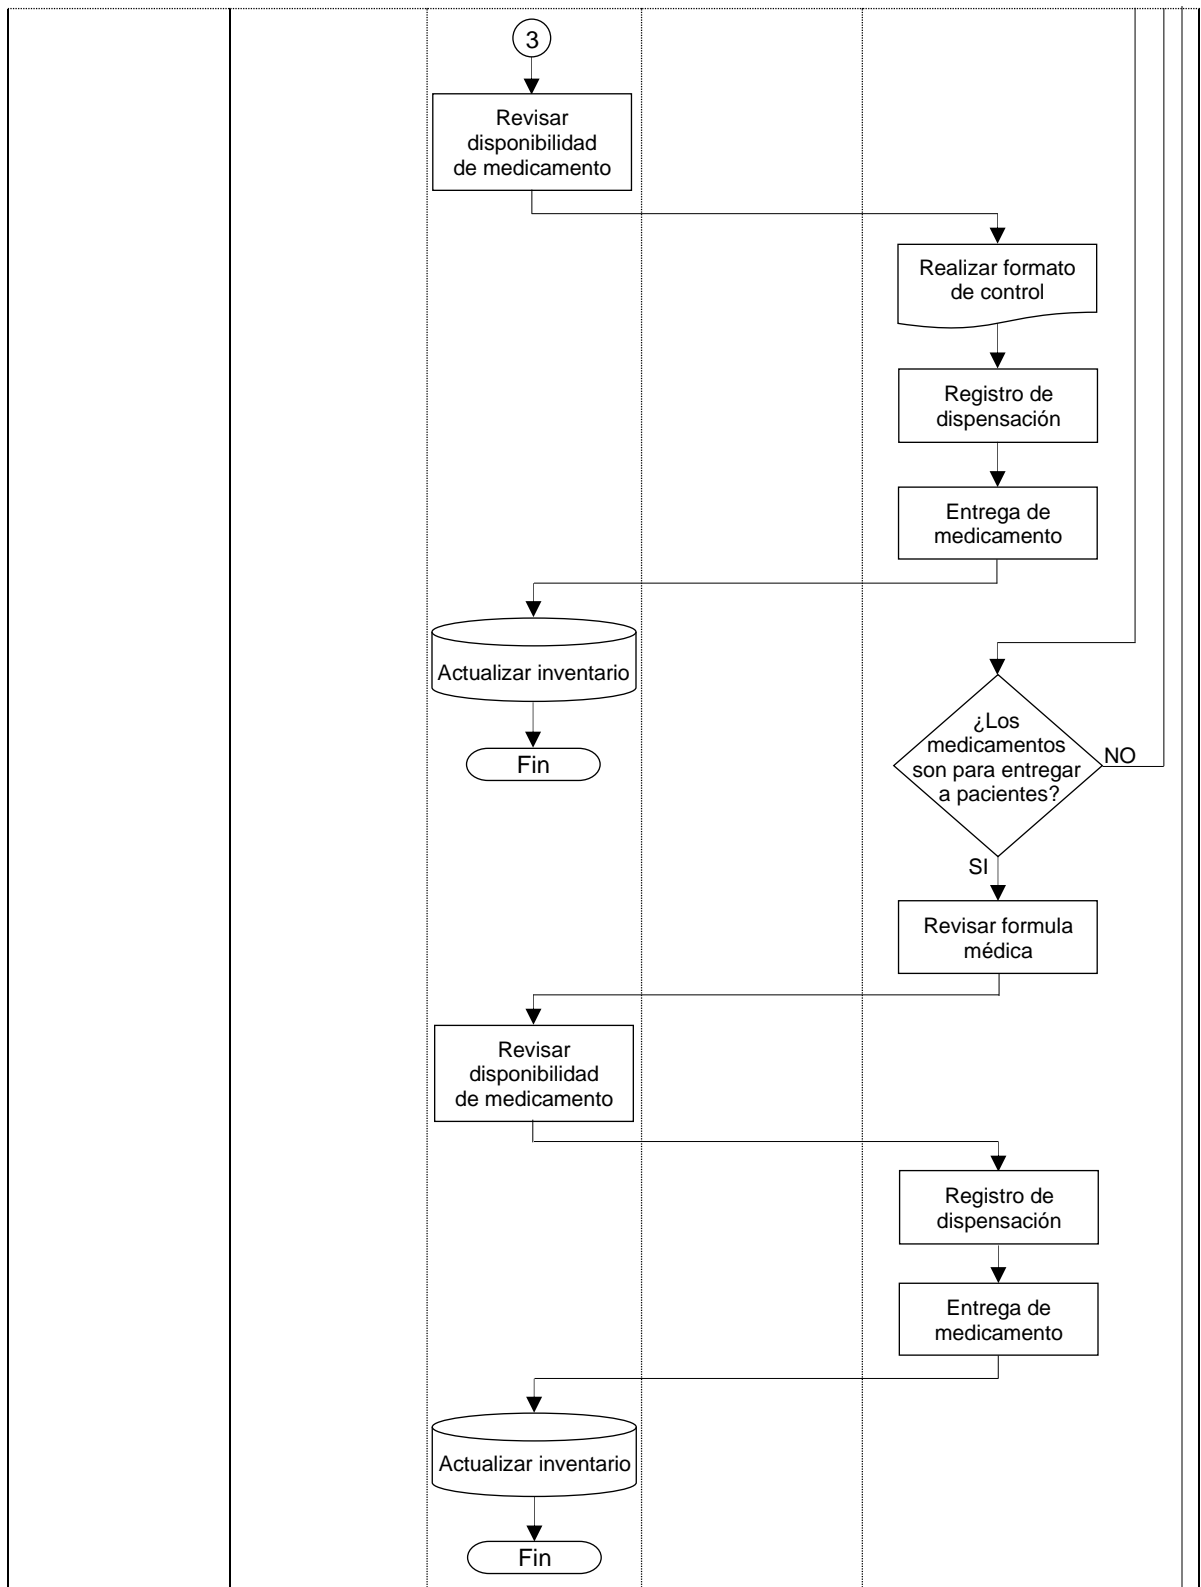 3
Revisar
disponibilidad
de medicamento
Realizar formato
de control
Registro de
dispensación
Entrega de
medicamento
Actualizar inventario
Fin
¿Los
medicamentos
son para entregar
a pacientes?
NO
SI
Revisar formula
médica
Revisar
disponibilidad
de medicamento
Registro de
dispensación
Entrega de
medicamento
Actualizar inventario
Fin